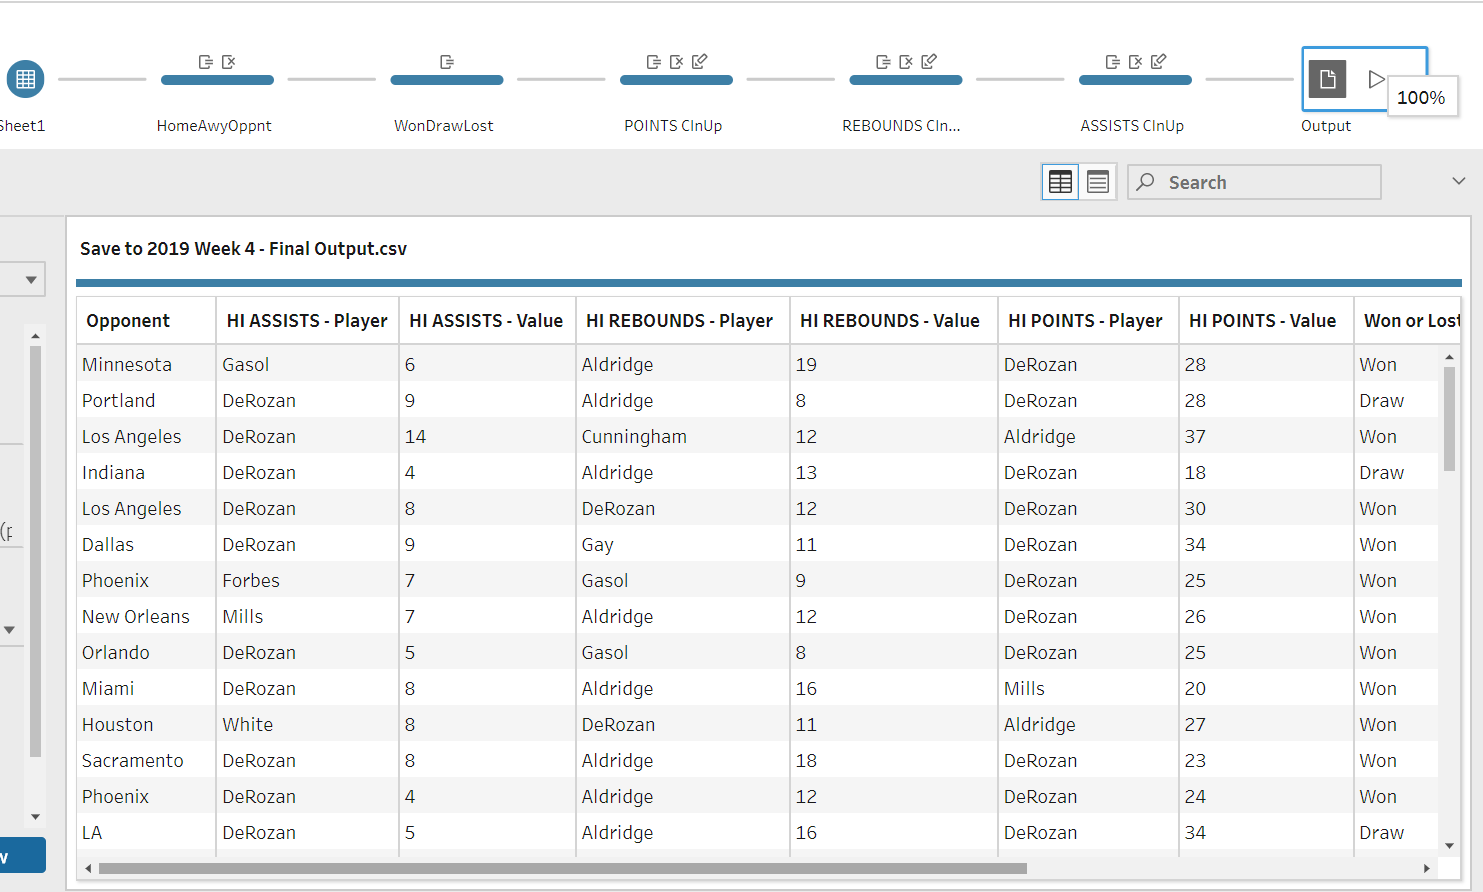 Sheet1 HomeAwyOppnt WonDrawLost POINTS ClnUp REBOUNDS Cln... ASSISTS ClnUp Output
100%
Search
Save to 2019 Week 4 - Final Output.csv
Opponent HI ASSISTS - Player HI ASSISTS - Value HI REBOUNDS - Player HI REBOUNDS - Value HI POINTS - Player HI POINTS - Value Won or Lost
Minnesota Gasol 6 Aldridge 19 DeRozan 28 Won
Portland DeRozan 9 Aldridge 8 DeRozan 28 Draw
Los Angeles DeRozan 14 Cunningham 12 Aldridge 37 Won
Indiana DeRozan 4 Aldridge 13 DeRozan 18 Draw
Los Angeles DeRozan 8 DeRozan 12 DeRozan 30 Won
Dallas DeRozan 9 Gay 11 DeRozan 34 Won
Phoenix Forbes 7 Gasol 9 DeRozan 25 Won
New Orleans Mills 7 Aldridge 12 DeRozan 26 Won
Orlando DeRozan 5 Gasol 8 DeRozan 25 Won
Miami DeRozan 8 Aldridge 16 Mills 20 Won
Houston White 8 DeRozan 11 Aldridge 27 Won
Sacramento DeRozan 8 Aldridge 18 DeRozan 23 Won
Phoenix DeRozan 4 Aldridge 12 DeRozan 24 Won
LA DeRozan 5 Aldridge 16 DeRozan 34 Draw